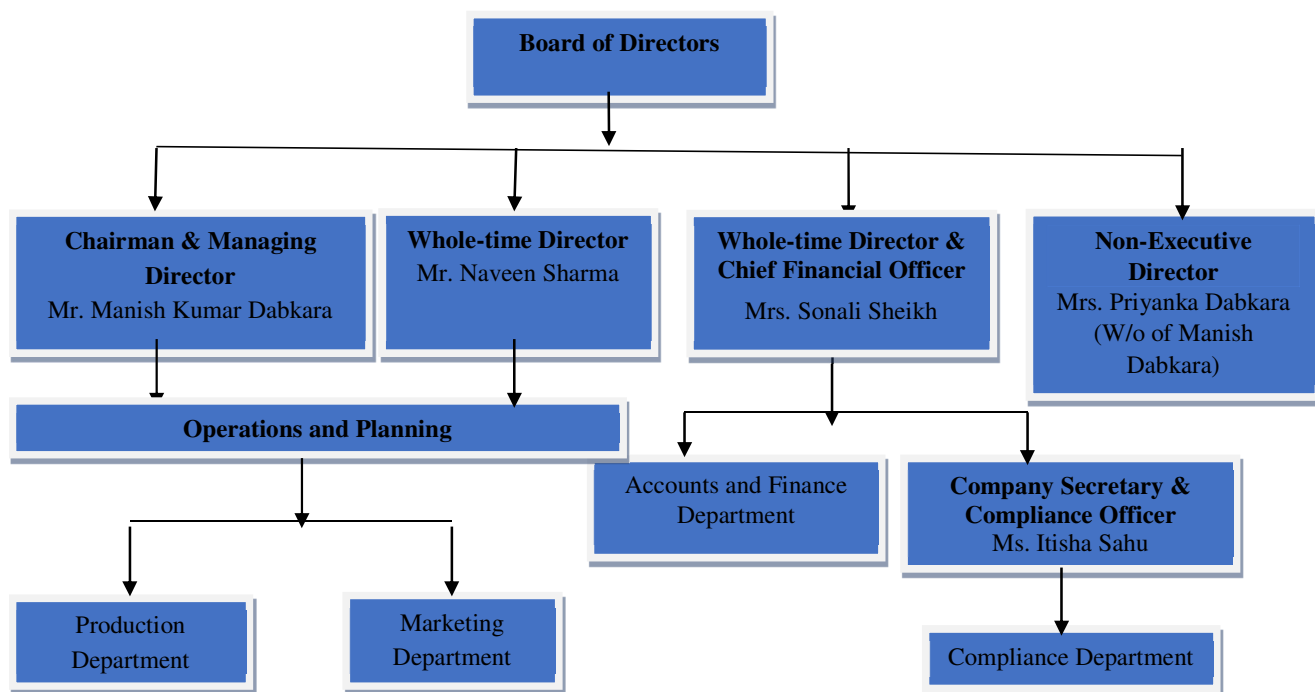 Board of Directors
Chairman & Managing
Director
Mr. Manish Kumar Dabkara
Whole-time Director
Mr. Naveen Sharma
Whole-time Director &
Chief Financial Officer
Mrs. Sonali Sheikh
Non-Executive
Director
Mrs. Priyanka Dabkara
(W/o of Manish
Dabkara)
Operations and Planning
Accounts and Finance
Department
Company Secretary &
Compliance Officer
Ms. Itisha Sahu
Production
Department
Marketing
Department
Compliance Department